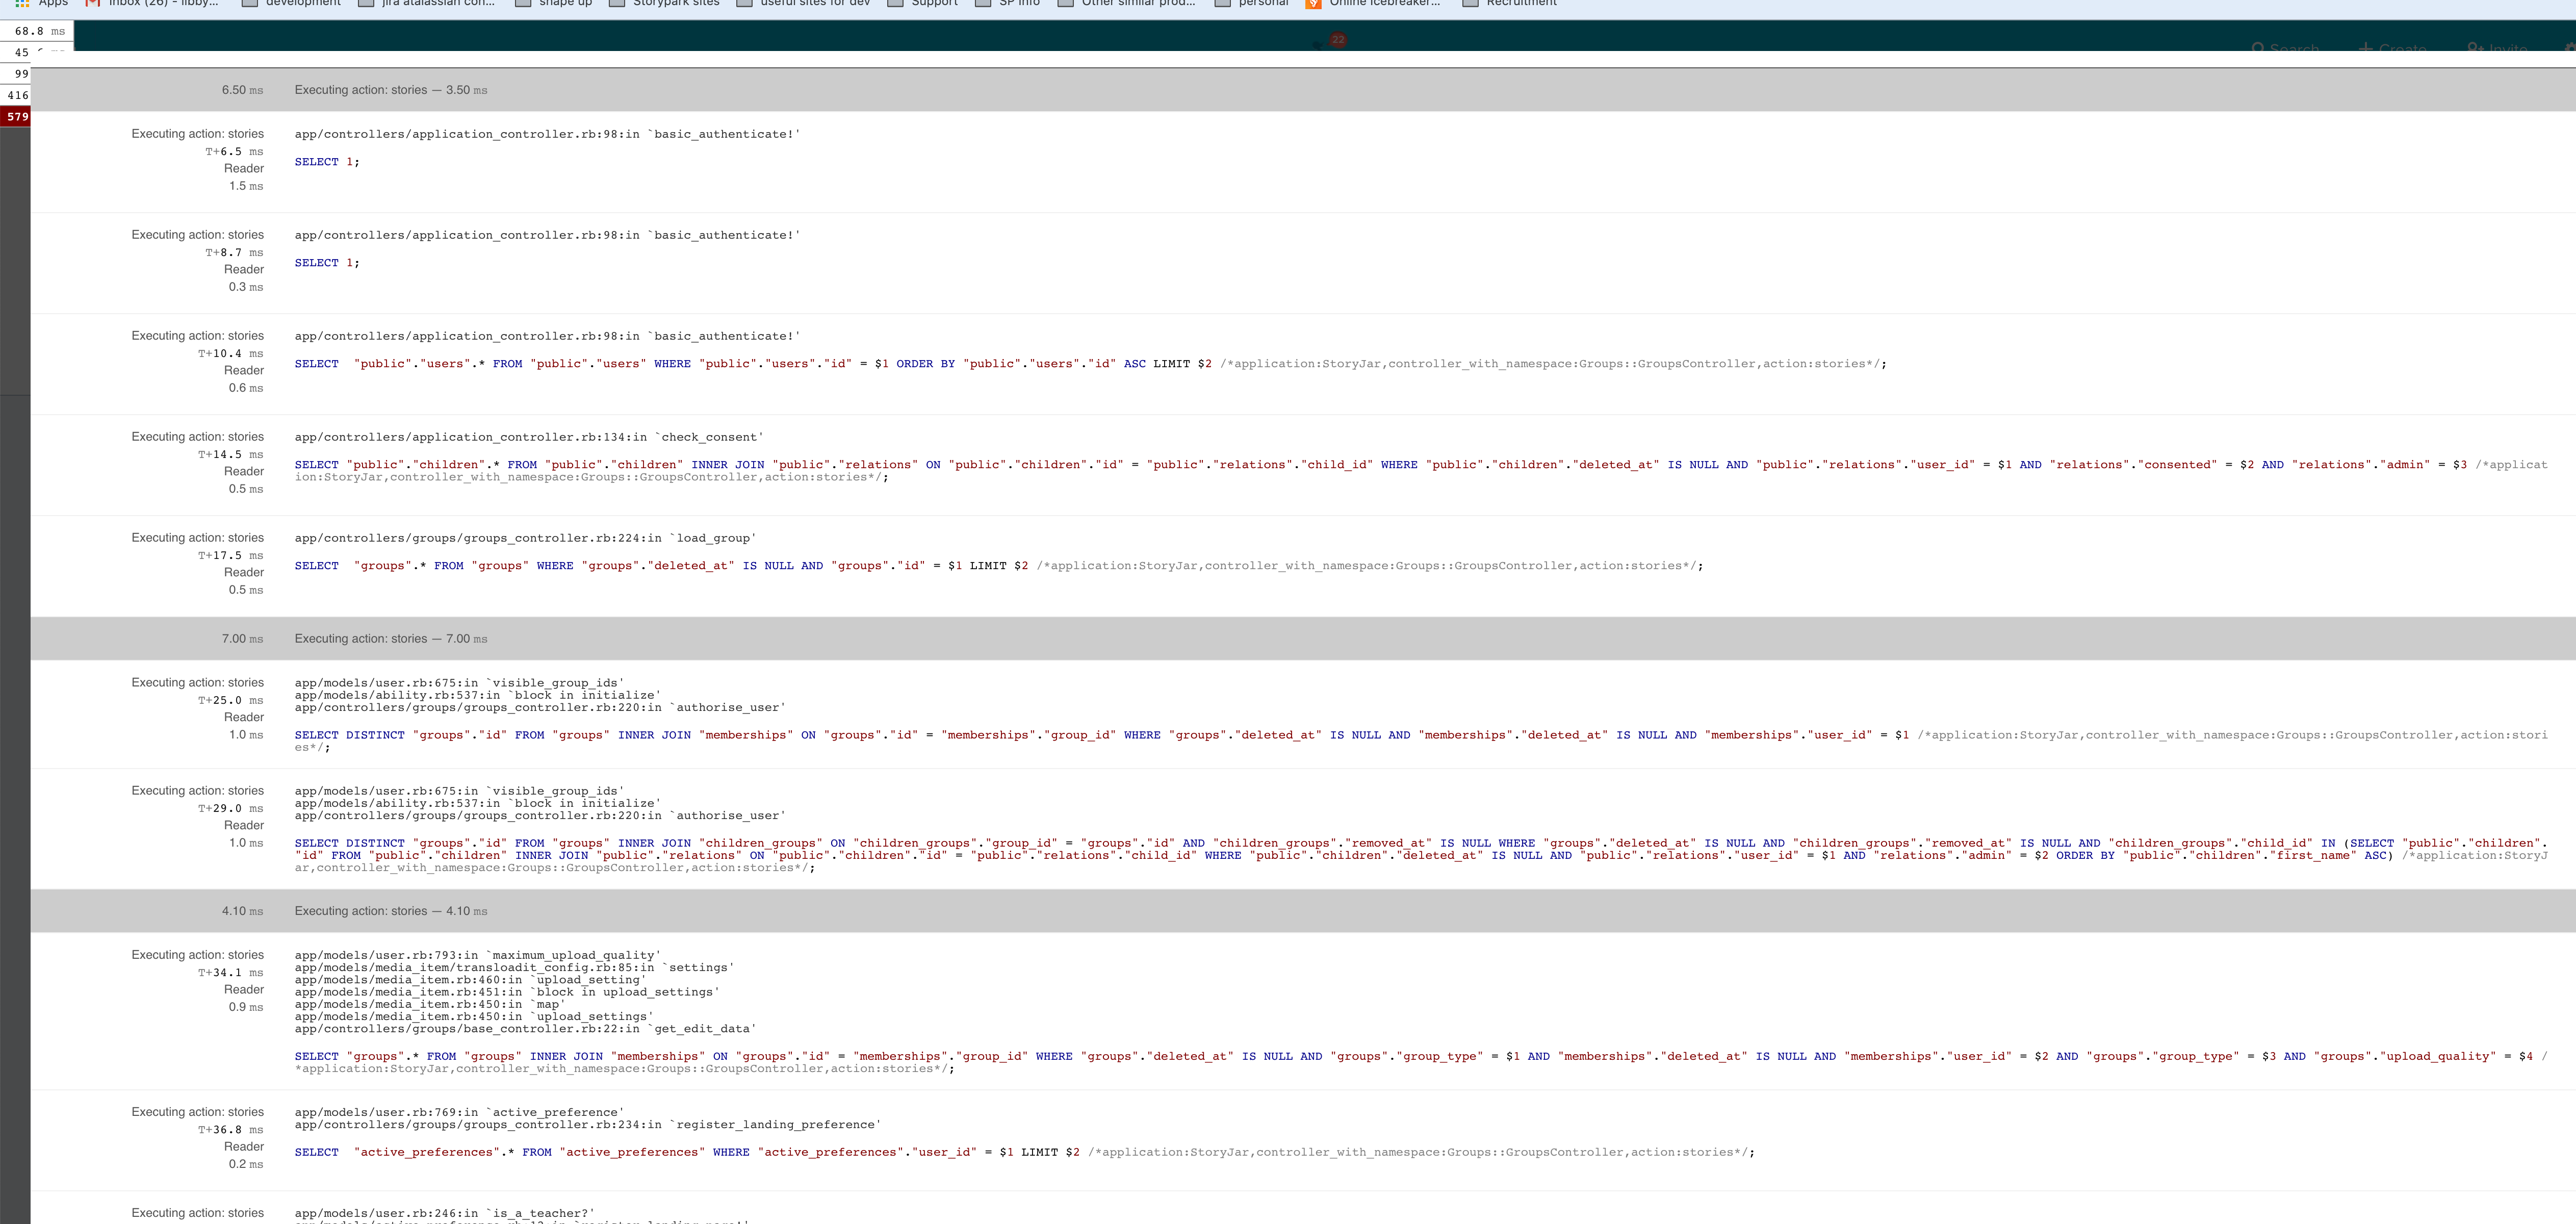 Apps
Inbox (26) - libby...
development
jira atalassian con...
shape up
Storypark sites
useful sites for dev
Support
SP info
Other similar prod...
personal
Online Icebreaker...
Recruitment
68.8 ms
45
99
416
579
22
Search
Create
Invite
6.50 ms Executing action: stories — 3.50 ms
Executing action: stories
T+6.5 ms
Reader
1.5 ms
app/controllers/application_controller.rb:98:in `basic_authenticate!'
SELECT 1;
Executing action: stories
T+8.7 ms
Reader
0.3 ms
app/controllers/application_controller.rb:98:in `basic_authenticate!'
SELECT 1;
Executing action: stories
T+10.4 ms
Reader
0.6 ms
app/controllers/application_controller.rb:98:in `basic_authenticate!'
SELECT  "public"."users".* FROM "public"."users" WHERE "public"."users"."id" = $1 ORDER BY "public"."users"."id" ASC LIMIT $2 /*application:StoryJar,controller_with_namespace:Groups::GroupsController,action:stories*/;
Executing action: stories
T+14.5 ms
Reader
0.5 ms
app/controllers/application_controller.rb:134:in `check_consent'
SELECT "public"."children".* FROM "public"."children" INNER JOIN "public"."relations" ON "public"."children"."id" = "public"."relations"."child_id" WHERE "public"."children"."deleted_at" IS NULL AND "public"."relations"."user_id" = $1 AND "relations"."consented" = $2 AND "relations"."admin" = $3 /*applicat
ion:StoryJar,controller_with_namespace:Groups::GroupsController,action:stories*/;
Executing action: stories
T+17.5 ms
Reader
0.5 ms
app/controllers/groups/groups_controller.rb:224:in `load_group'
SELECT  "groups".* FROM "groups" WHERE "groups"."deleted_at" IS NULL AND "groups"."id" = $1 LIMIT $2 /*application:StoryJar,controller_with_namespace:Groups::GroupsController,action:stories*/;
7.00 ms Executing action: stories — 7.00 ms
Executing action: stories
T+25.0 ms
Reader
1.0 ms
app/models/user.rb:675:in `visible_group_ids'
app/models/ability.rb:537:in `block in initialize'
app/controllers/groups/groups_controller.rb:220:in `authorise_user'
SELECT DISTINCT "groups"."id" FROM "groups" INNER JOIN "memberships" ON "groups"."id" = "memberships"."group_id" WHERE "groups"."deleted_at" IS NULL AND "memberships"."deleted_at" IS NULL AND "memberships"."user_id" = $1 /*application:StoryJar,controller_with_namespace:Groups::GroupsController,action:stori
es*/;
Executing action: stories
T+29.0 ms
Reader
1.0 ms
app/models/user.rb:675:in `visible_group_ids'
app/models/ability.rb:537:in `block in initialize'
app/controllers/groups/groups_controller.rb:220:in `authorise_user'
SELECT DISTINCT "groups"."id" FROM "groups" INNER JOIN "children_groups" ON "children_groups"."group_id" = "groups"."id" AND "children_groups"."removed_at" IS NULL WHERE "groups"."deleted_at" IS NULL AND "children_groups"."removed_at" IS NULL AND "children_groups"."child_id" IN (SELECT "public"."children".
"id" FROM "public"."children" INNER JOIN "public"."relations" ON "public"."children"."id" = "public"."relations"."child_id" WHERE "public"."children"."deleted_at" IS NULL AND "public"."relations"."user_id" = $1 AND "relations"."admin" = $2 ORDER BY "public"."children"."first_name" ASC) /*application:StoryJ
ar,controller_with_namespace:Groups::GroupsController,action:stories*/;
4.10 ms Executing action: stories — 4.10 ms
Executing action: stories
T+34.1 ms
Reader
0.9 ms
app/models/user.rb:793:in `maximum_upload_quality'
app/models/media_item/transloadit_config.rb:85:in `settings'
app/models/media_item.rb:460:in `upload_setting'
app/models/media_item.rb:451:in `block in upload_settings'
app/models/media_item.rb:450:in `map'
app/models/media_item.rb:450:in `upload_settings'
app/controllers/groups/base_controller.rb:22:in `get_edit_data'
SELECT "groups".* FROM "groups" INNER JOIN "memberships" ON "groups"."id" = "memberships"."group_id" WHERE "groups"."deleted_at" IS NULL AND "groups"."group_type" = $1 AND "memberships"."deleted_at" IS NULL AND "memberships"."user_id" = $2 AND "groups"."group_type" = $3 AND "groups"."upload_quality" = $4 /
*application:StoryJar,controller_with_namespace:Groups::GroupsController,action:stories*/;
Executing action: stories
T+36.8 ms
Reader
0.2 ms
app/models/user.rb:769:in `active_preference'
app/controllers/groups/groups_controller.rb:234:in `register_landing_preference'
SELECT  "active_preferences".* FROM "active_preferences" WHERE "active_preferences"."user_id" = $1 LIMIT $2 /*application:StoryJar,controller_with_namespace:Groups::GroupsController,action:stories*/;
Executing action: stories
app/models/user.rb:246:in `is_a_teacher?'